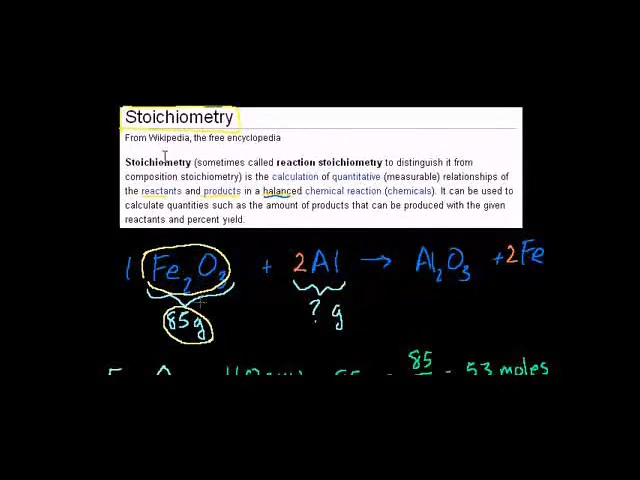 Stoichiometry
From Wikipedia, the free encyclopedia
Stoichiometry (sometimes called reaction stoichiometry to distinguish it from
composition stoichiometry) is the calculation of quantitative (measurable) relationships of
the reactants and products in a balanced chemical reaction (chemicals). It can be used to
calculate quantities such as the amount of products that can be produced with the given
reactants and percent yield.
1 Fe₂O₃ + 2Al → Al₂O₃ + 2Fe
85g ? g
85
53 moles